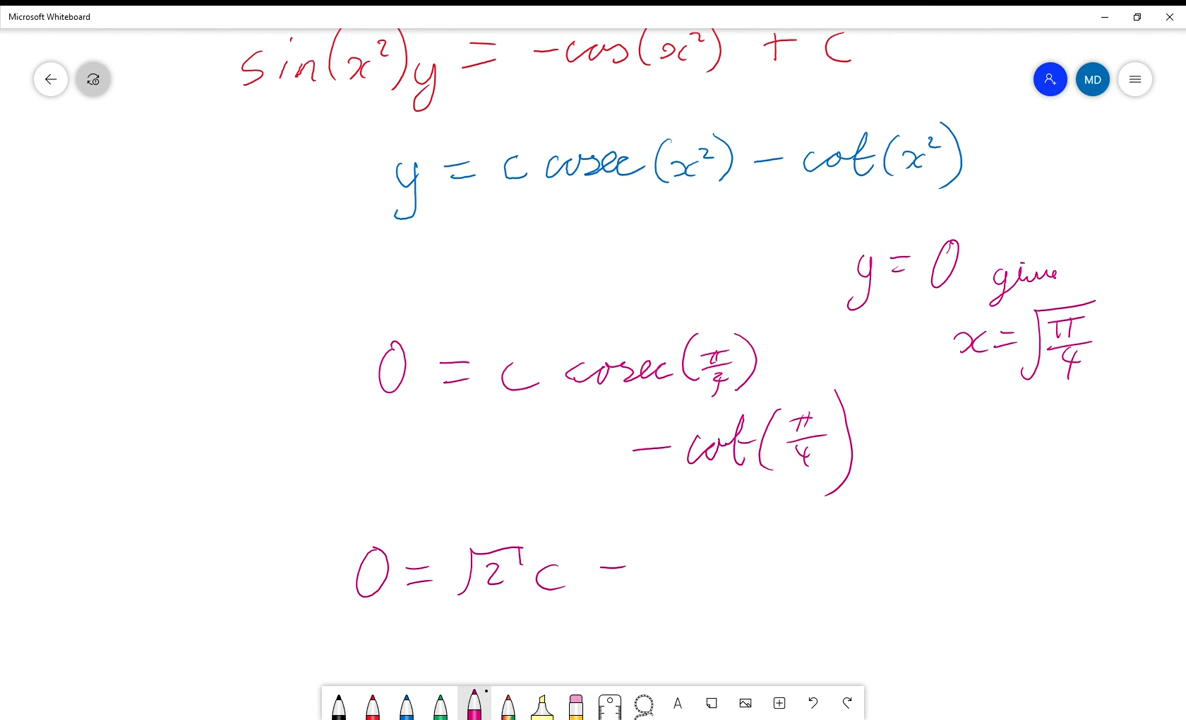 Microsoft Whiteboard
sin(x²)y = -cos(x²) + c
MD
y = c cosec(x²) - cot(x²)
y = 0 give
x = √(π/4)
0 = c cosec(π/4)
- cot(π/4)
0 = √2 c -
A